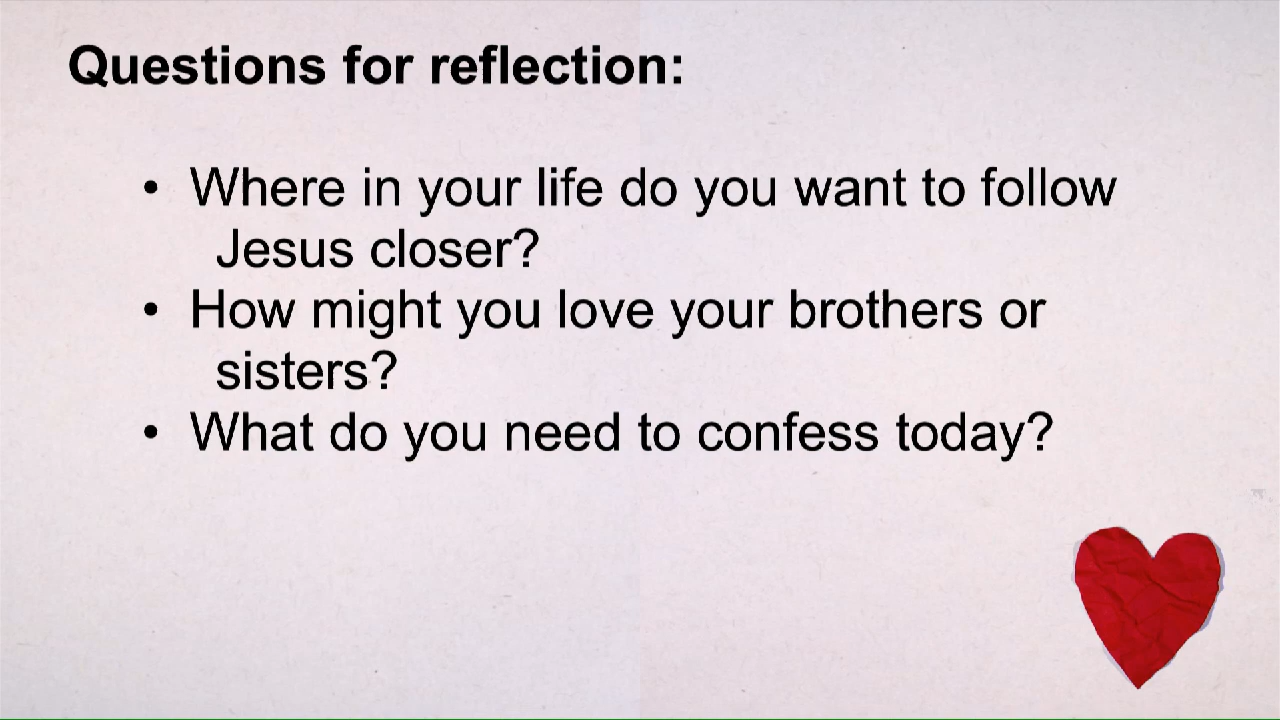 Questions for reflection:
• Where in your life do you want to follow
Jesus closer?
• How might you love your brothers or
sisters?
• What do you need to confess today?